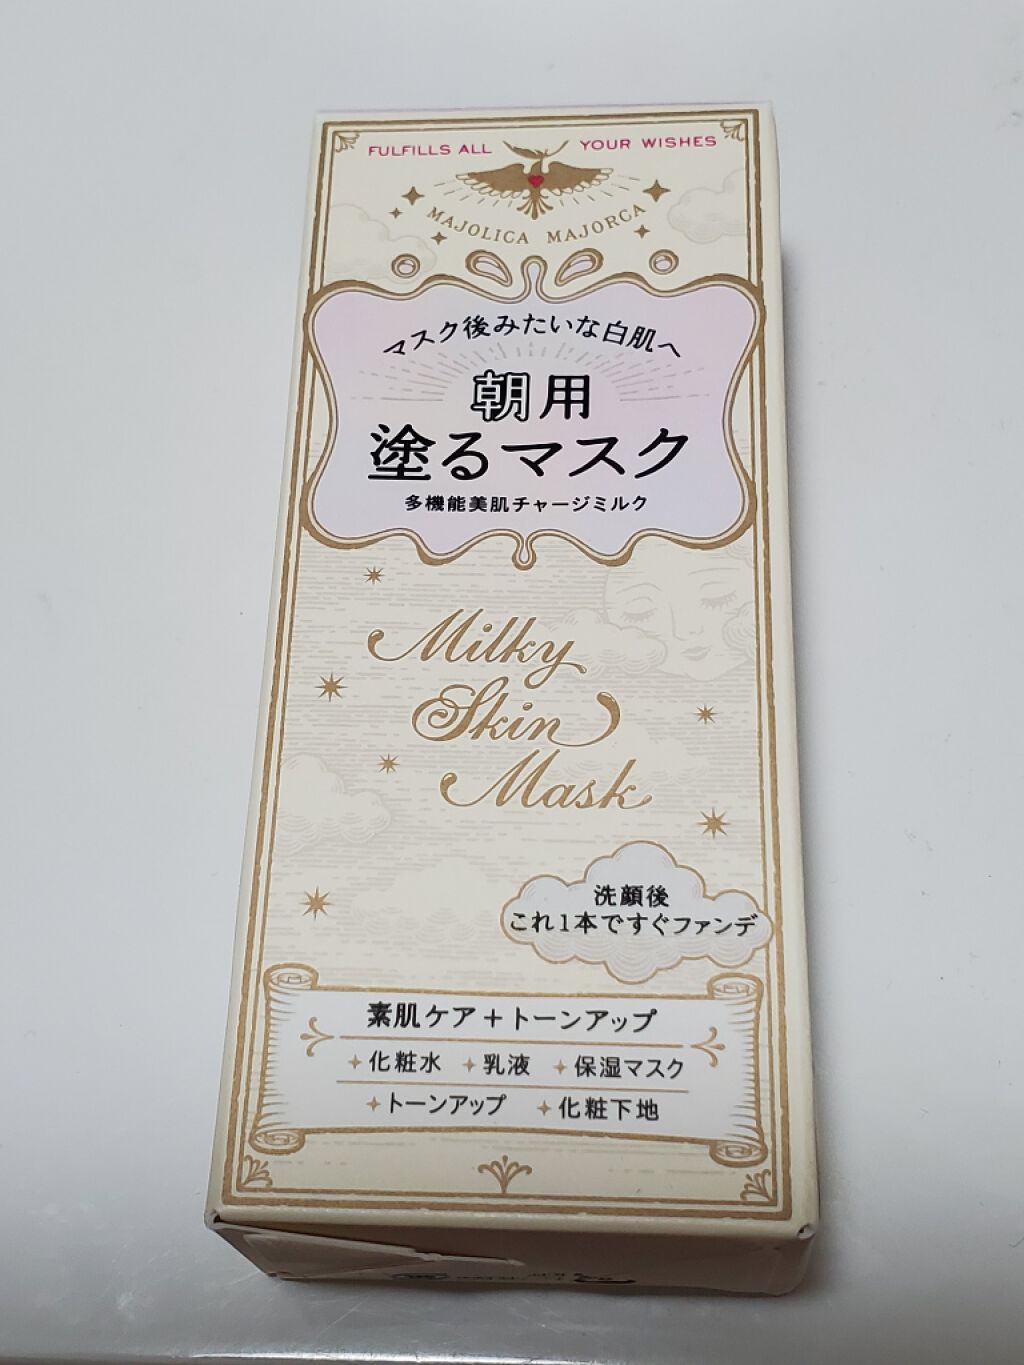 FULFILLS ALL YOUR WISHES
MAJOLICA MAJORCA
マスク後みたいな白肌へ
朝用
塗るマスク
多機能美肌チャージミルク
Milky
Skin
Mask
洗顔後
これ1本ですぐファンデ
素肌ケア+トーンアップ
化粧水 乳液 保湿マスク
トーンアップ 化粧下地